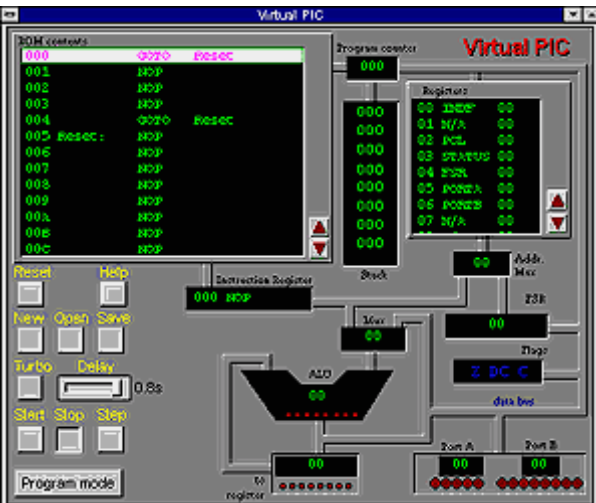 Virtual PIC
ROM contents
000 GOTO Reset
001 NOP
002 NOP
003 NOP
004 GOTO Reset
005 Reset: NOP
006 NOP
007 NOP
008 NOP
009 NOP
00A NOP
00B NOP
00C NOP
Program counter
000
Virtual PIC
000
000
000
000
000
000
000
000
Stack
Registers
00 INDF 00
01 N/A 00
02 PCL 00
03 STATUS 00
04 FSR 00
05 PORTA 00
06 PORTB 00
07 N/A 00
00
Addr. Mux
FSR
00
Flags
Z DC C
data bus
Instruction Register
000 NOP
Mux
00
ALU
00
00
to register
Port A
00
Port B
00
Reset Help
New Open Save
Turbo Delay
0.8s
Start Stop Step
Program mode